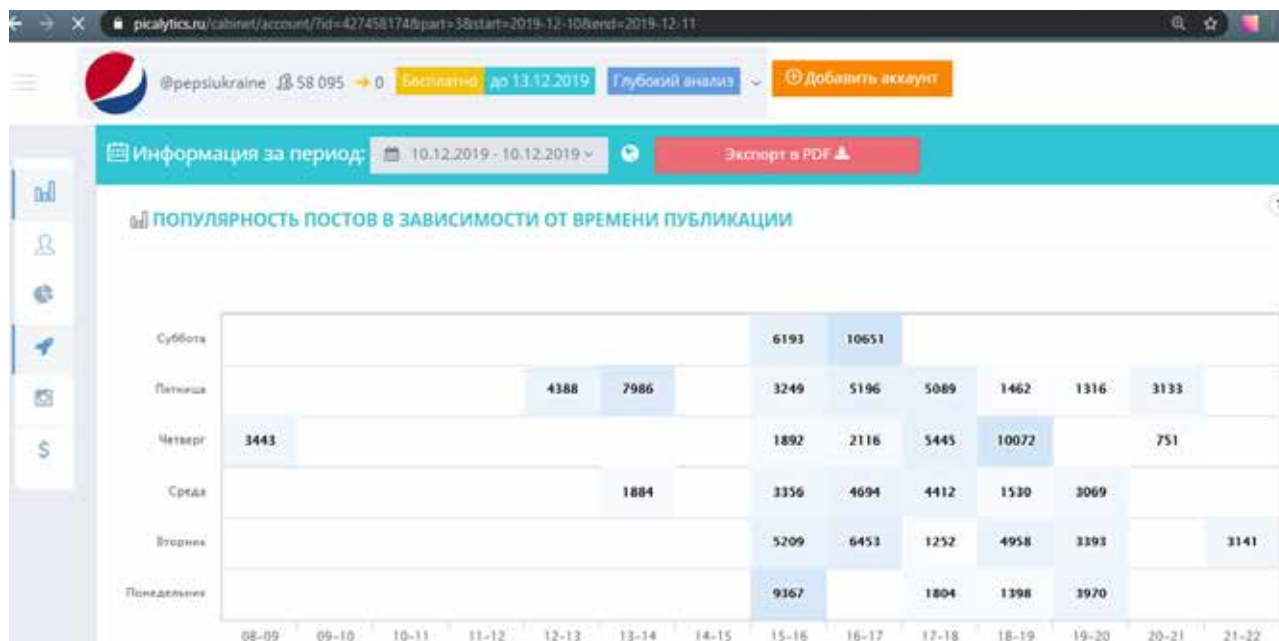 picalytics.ru/cabinet/account/?id=427458174&part=3&start=2019-12-10&end=2019-12-11
@pepsiukraine 58 095 → 0 Бесплатно до 13.12.2019 Глубокий анализ Добавить аккаунт
Информация за период: 10.12.2019 - 10.12.2019 Экспорт в PDF
ПОПУЛЯРНОСТЬ ПОСТОВ В ЗАВИСИМОСТИ ОТ ВРЕМЕНИ ПУБЛИКАЦИИ
Суббота 6193 10651
Пятница 4388 7986 3249 5196 5089 1462 1316 3133
Четверг 3443 1892 2116 5445 10072 751
Среда 1884 3356 4694 4412 1530 3069
Вторник 5209 6453 1252 4958 3393 3141
Понедельник 9367 1804 1398 3970
08-09 09-10 10-11 11-12 12-13 13-14 14-15 15-16 16-17 17-18 18-19 19-20 20-21 21-22